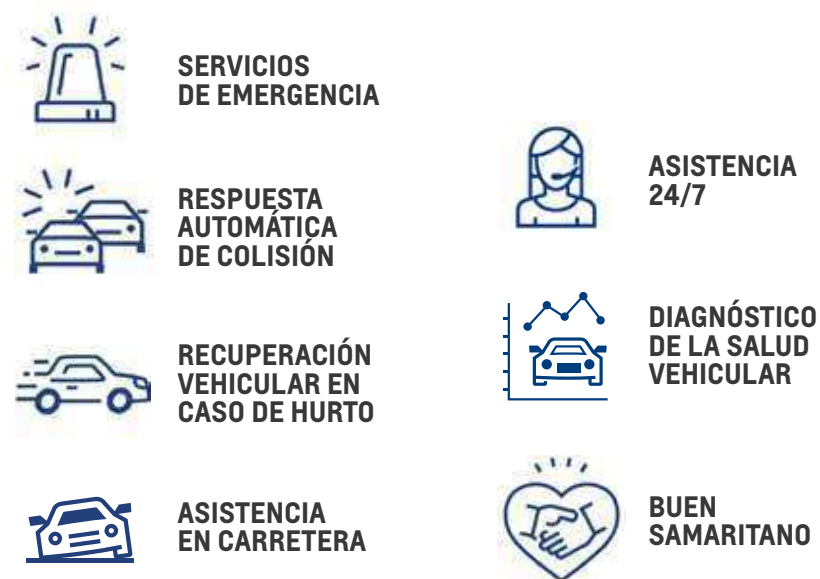 SERVICIOS
DE EMERGENCIA
RESPUESTA
AUTOMÁTICA
DE COLISIÓN
RECUPERACIÓN
VEHICULAR EN
CASO DE HURTO
ASISTENCIA
EN CARRETERA
ASISTENCIA
24/7
DIAGNÓSTICO
DE LA SALUD
VEHICULAR
BUEN
SAMARITANO